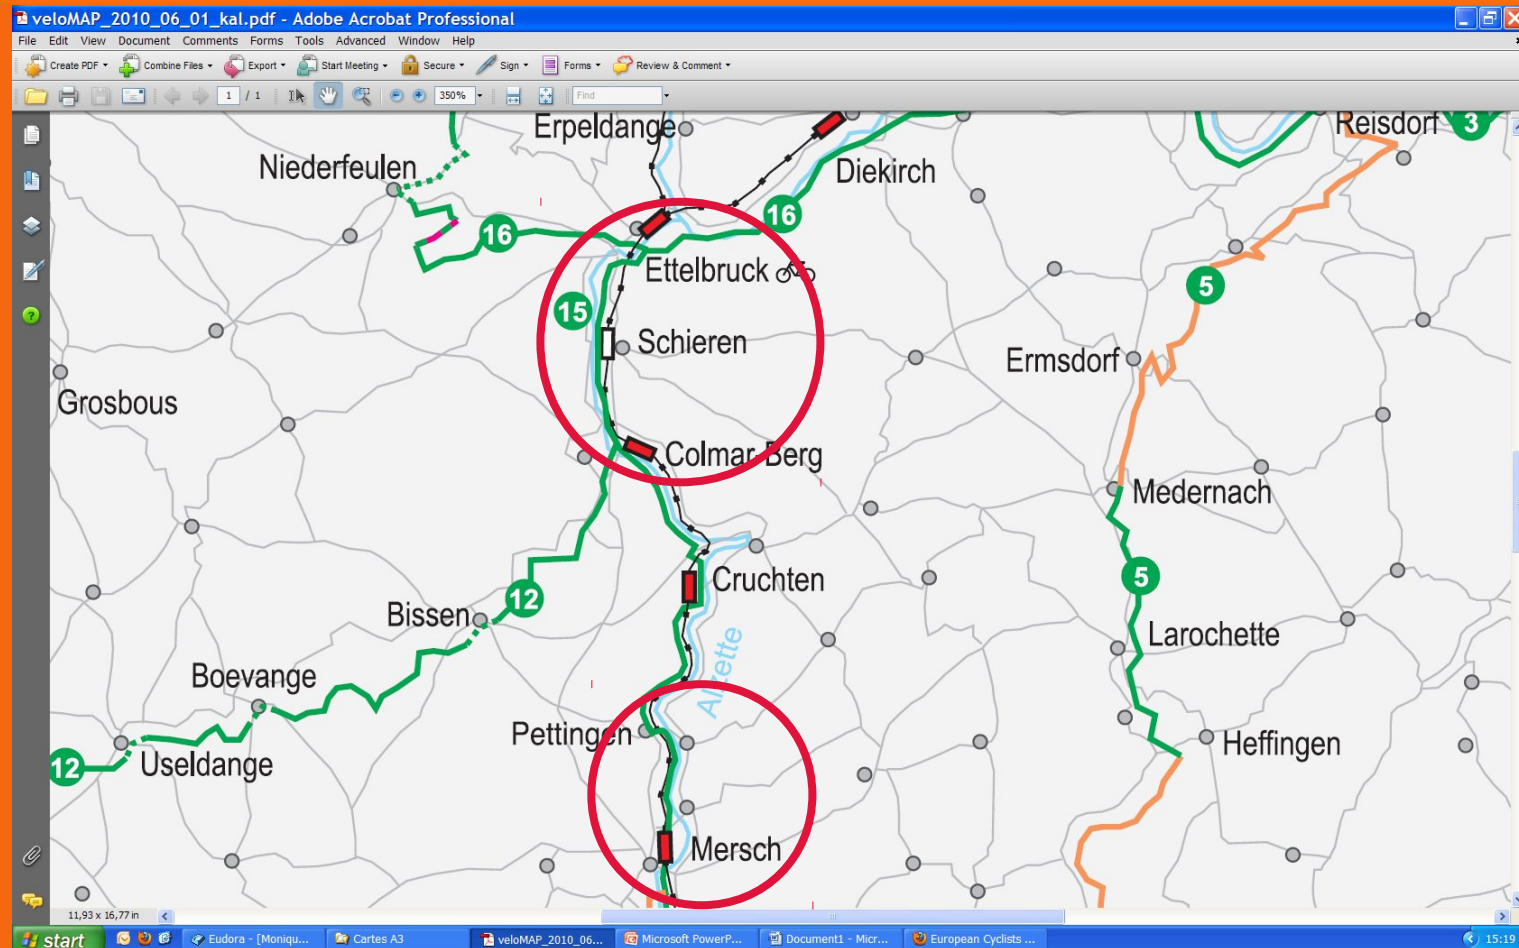 veloMAP_2010_06_01_kal.pdf - Adobe Acrobat Professional
File Edit View Document Comments Forms Tools Advanced Window Help
Create PDF Combine Files Export Start Meeting Secure Sign Forms Review & Comment
1 / 1 350% Find
Erpeldange
Reisdorf 3
Niederfeulen
Diekirch
16
16
Ettelbruck
5
15
Schieren
Ermsdorf
Grosbous
Colmar-Berg
Medernach
Cruchten
5
12
Bissen
Larochette
Alzette
Boevange
Pettingen
Heffingen
12
Useldange
Mersch
11,93 x 16,77 in
start Eudora - [Moniqu... Cartes A3 veloMAP_2010_06... Microsoft PowerP... Document1 - Micr... European Cyclists ... 15:19